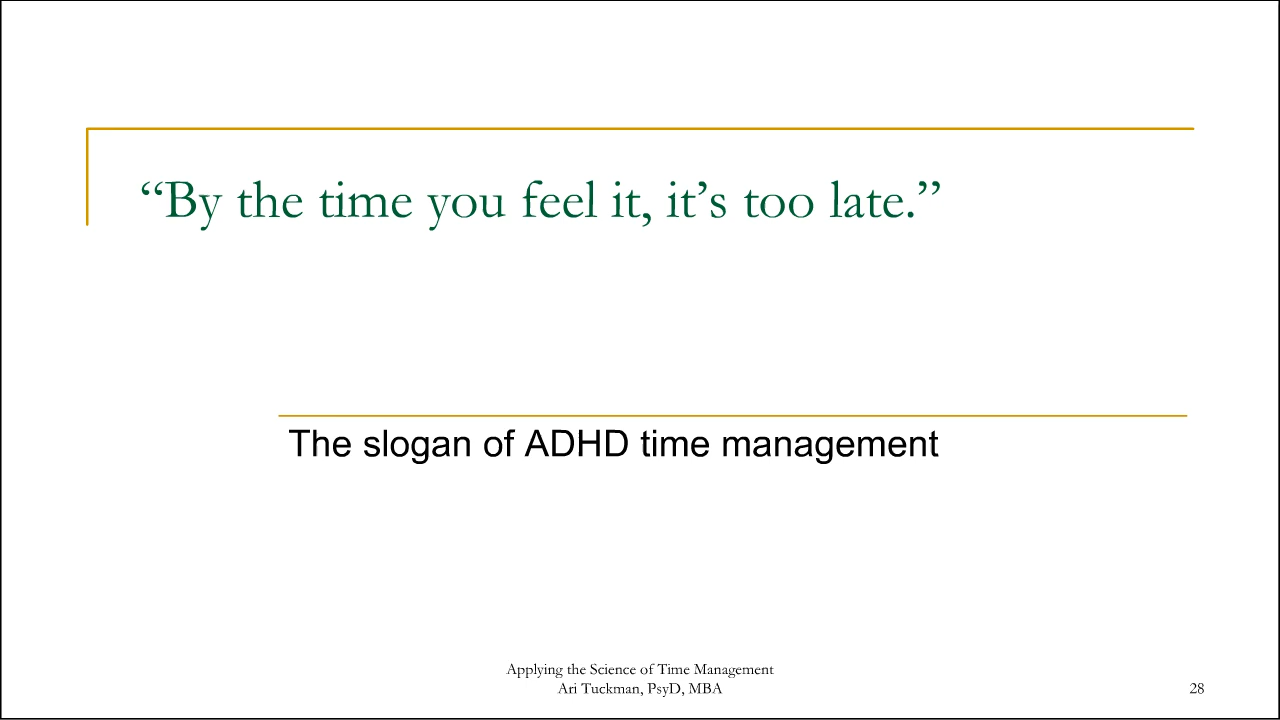 “By the time you feel it, it’s too late.”
The slogan of ADHD time management
Applying the Science of Time Management
Ari Tuckman, PsyD, MBA
28